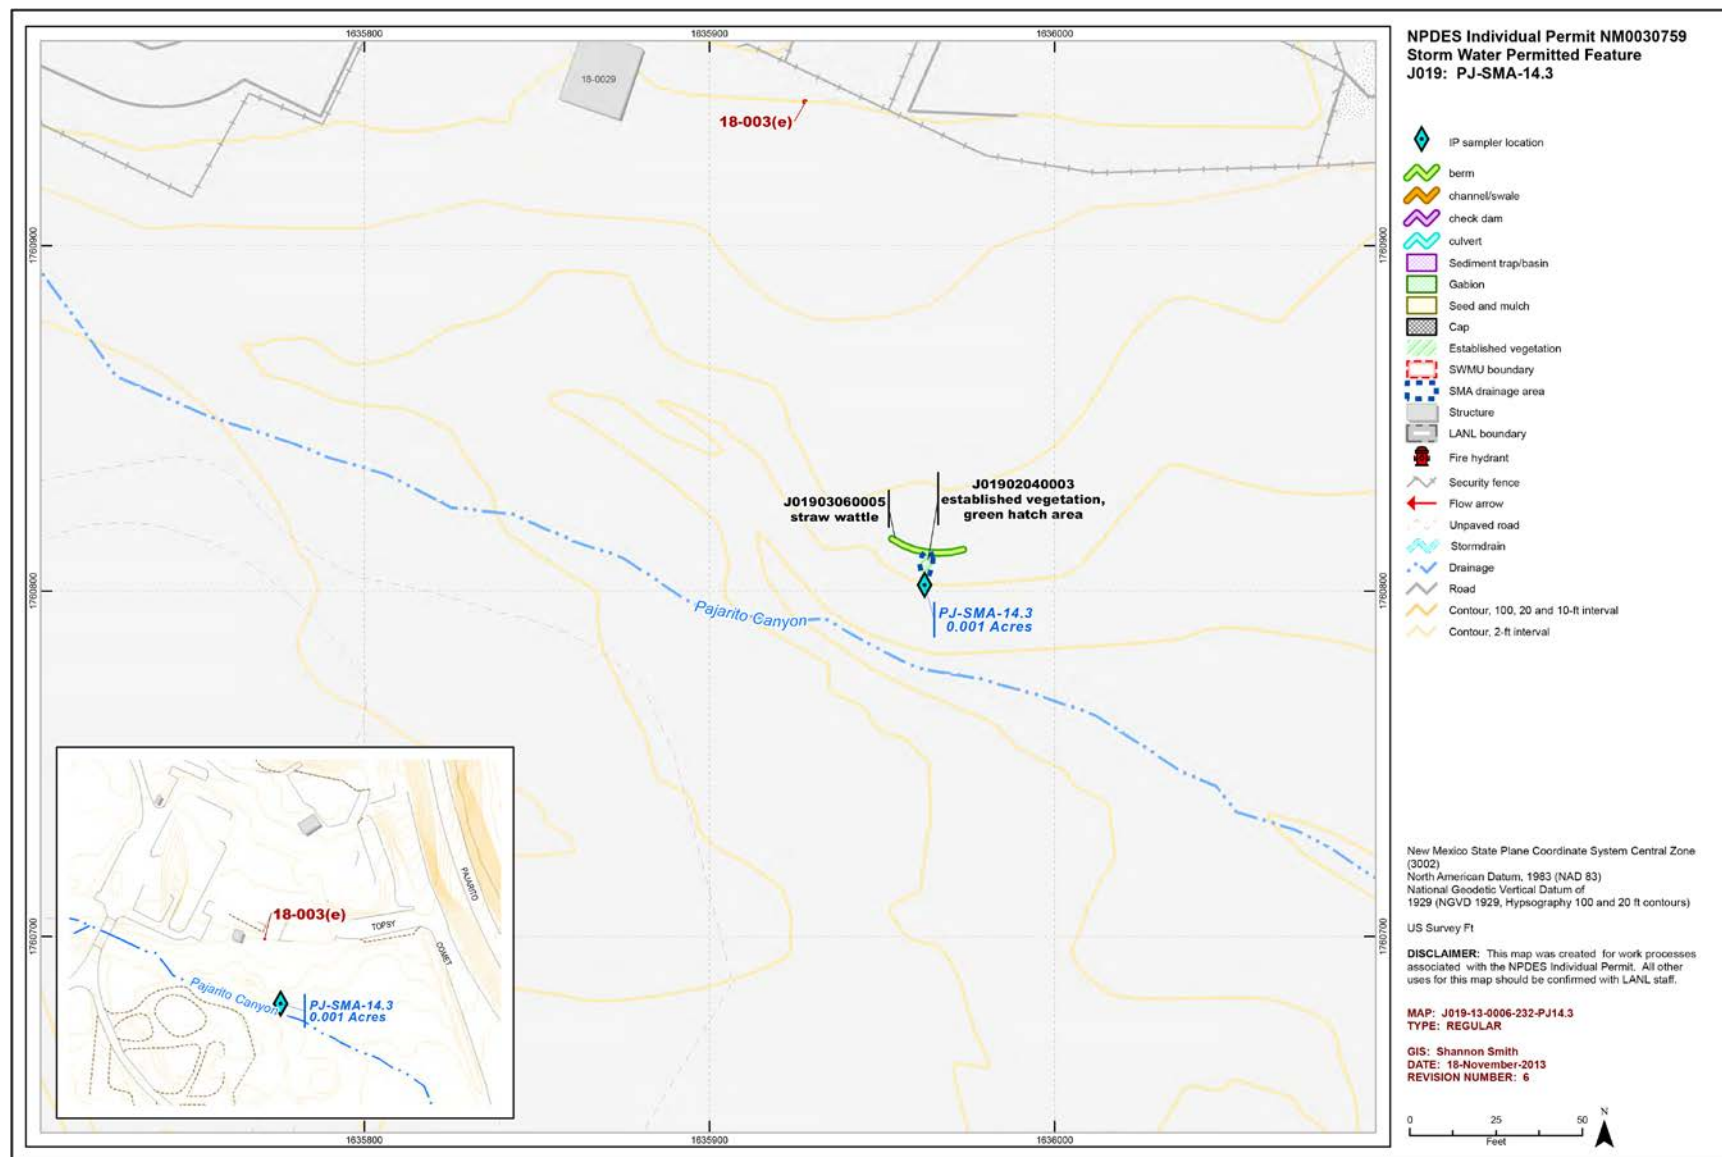 NPDES Individual Permit NM0030759
Storm Water Permitted Feature
J019: PJ-SMA-14.3
IP sampler location
berm
channel/swale
check dam
culvert
Sediment trap/basin
Gabion
Seed and mulch
Cap
Established vegetation
SWMU boundary
SMA drainage area
Structure
LANL boundary
Fire hydrant
Security fence
Flow arrow
Unpaved road
Stormdrain
Drainage
Road
Contour, 100, 20 and 10-ft interval
Contour, 2-ft interval
New Mexico State Plane Coordinate System Central Zone
(3002)
North American Datum, 1983 (NAD 83)
National Geodetic Vertical Datum of
1929 (NGVD 1929, Hypsography 100 and 20 ft contours)
US Survey Ft
DISCLAIMER: This map was created for work processes
associated with the NPDES Individual Permit. All other
uses for this map should be confirmed with LANL staff.
MAP: J019-13-0006-232-PJ14.3
TYPE: REGULAR
GIS: Shannon Smith
DATE: 18-November-2013
REVISION NUMBER: 6
0 25 50
Feet
N
1635800 1635900 1636000
18-0029
18-003(e)
1760900 1760900
J01903060005
straw wattle
J01902040003
established vegetation,
green hatch area
1760800 1760800
Pajarito Canyon
PJ-SMA-14.3
0.001 Acres
1760700 1760700
1635800 1635900 1636000
PAJARITO
18-003(e)
TOPSY
COMET
Pajarito Canyon
PJ-SMA-14.3
0.001 Acres